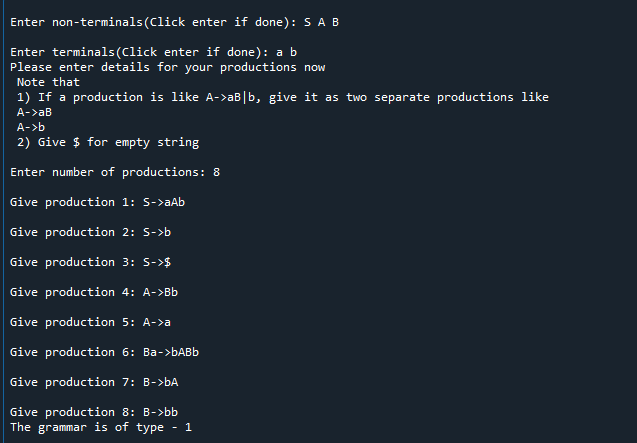 Enter non-terminals(Click enter if done): S A B
Enter terminals(Click enter if done): a b
Please enter details for your productions now
Note that
1) If a production is like A->aB|b, give it as two separate productions like
A->aB
A->b
2) Give $ for empty string
Enter number of productions: 8
Give production 1: S->aAb
Give production 2: S->b
Give production 3: S->$
Give production 4: A->Bb
Give production 5: A->a
Give production 6: Ba->bABb
Give production 7: B->bA
Give production 8: B->bb
The grammar is of type - 1